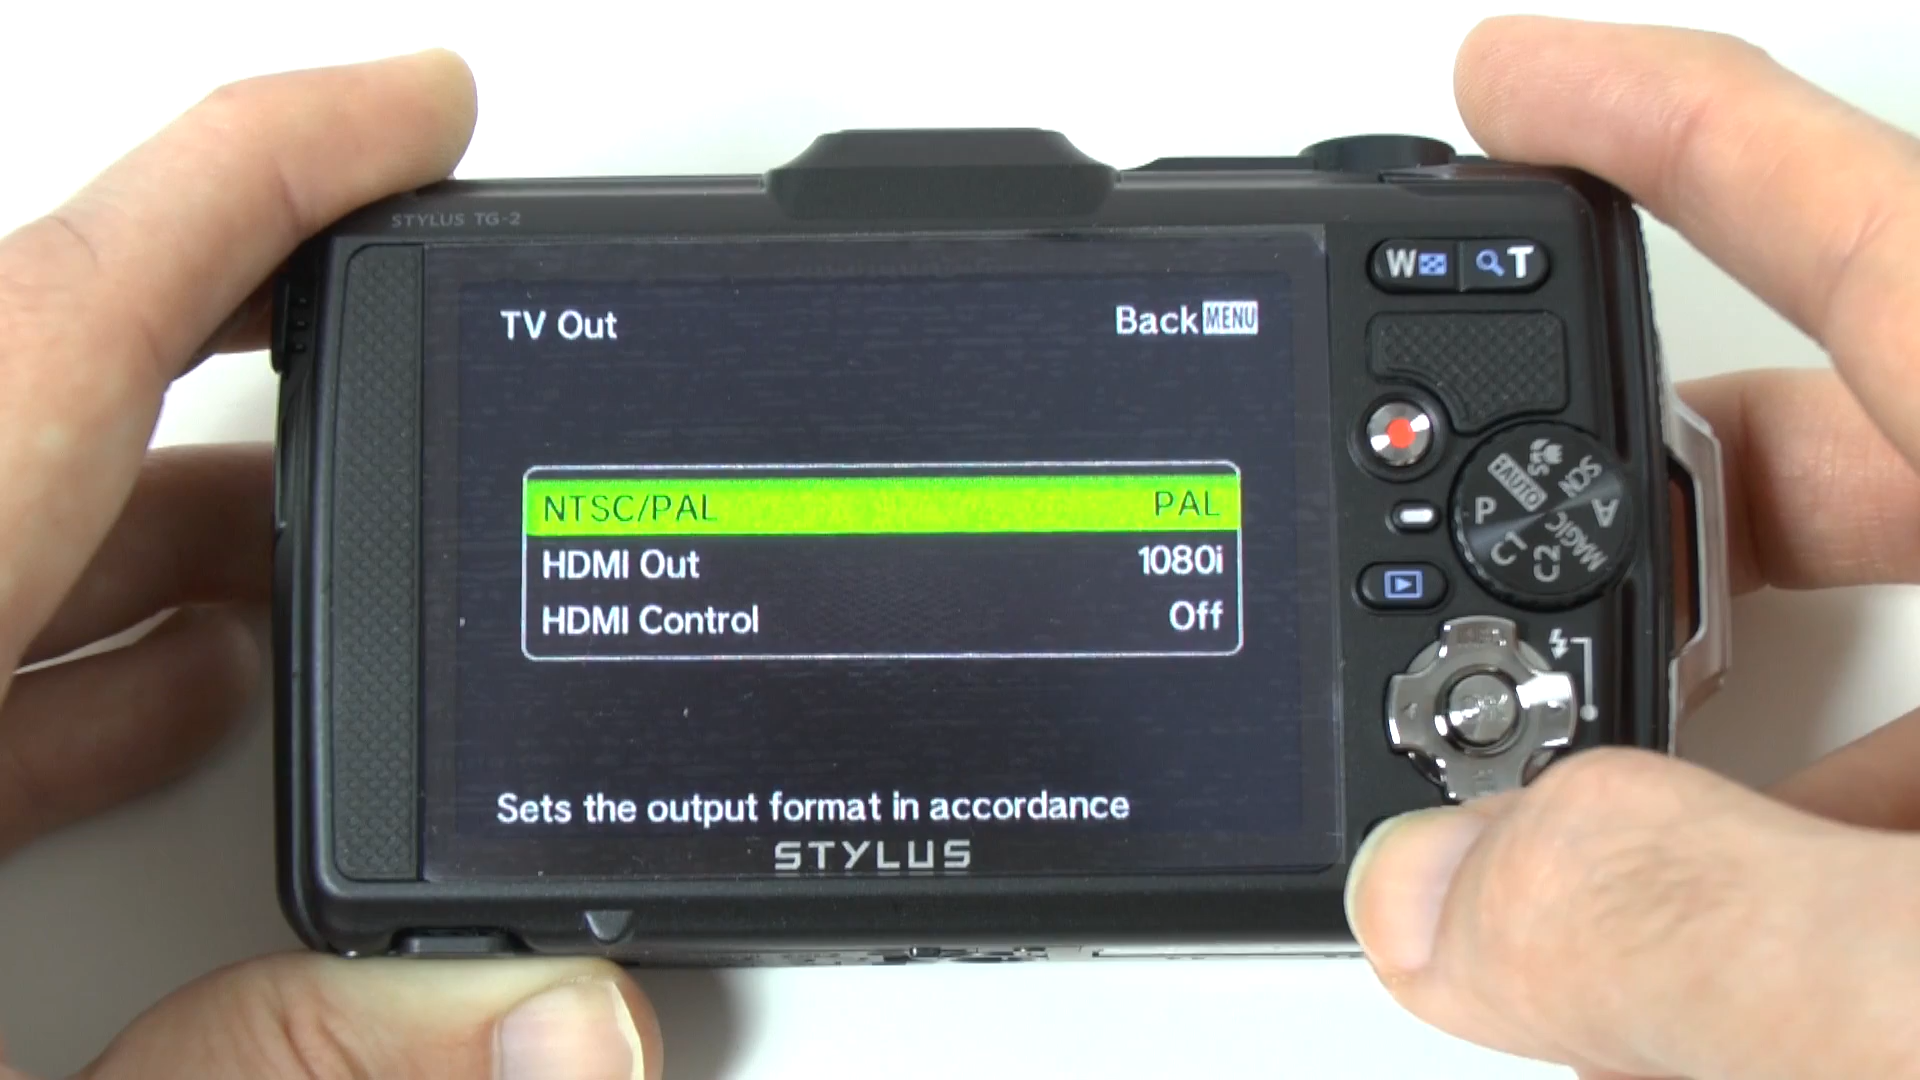 STYLUS TG-2
W T
TV Out
Back MENU
NTSC/PAL PAL
HDMI Out 1080i
HDMI Control Off
Sets the output format in accordance
STYLUS
iAUTO
SCN
P
A
C1
C2
MAGIC